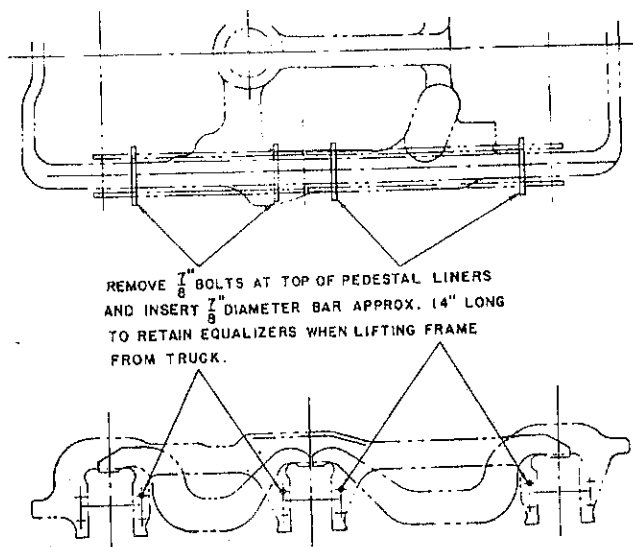 REMOVE 7/8" BOLTS AT TOP OF PEDESTAL LINERS
AND INSERT 7/8" DIAMETER BAR APPROX. 14" LONG
TO RETAIN EQUALIZERS WHEN LIFTING FRAME
FROM TRUCK.